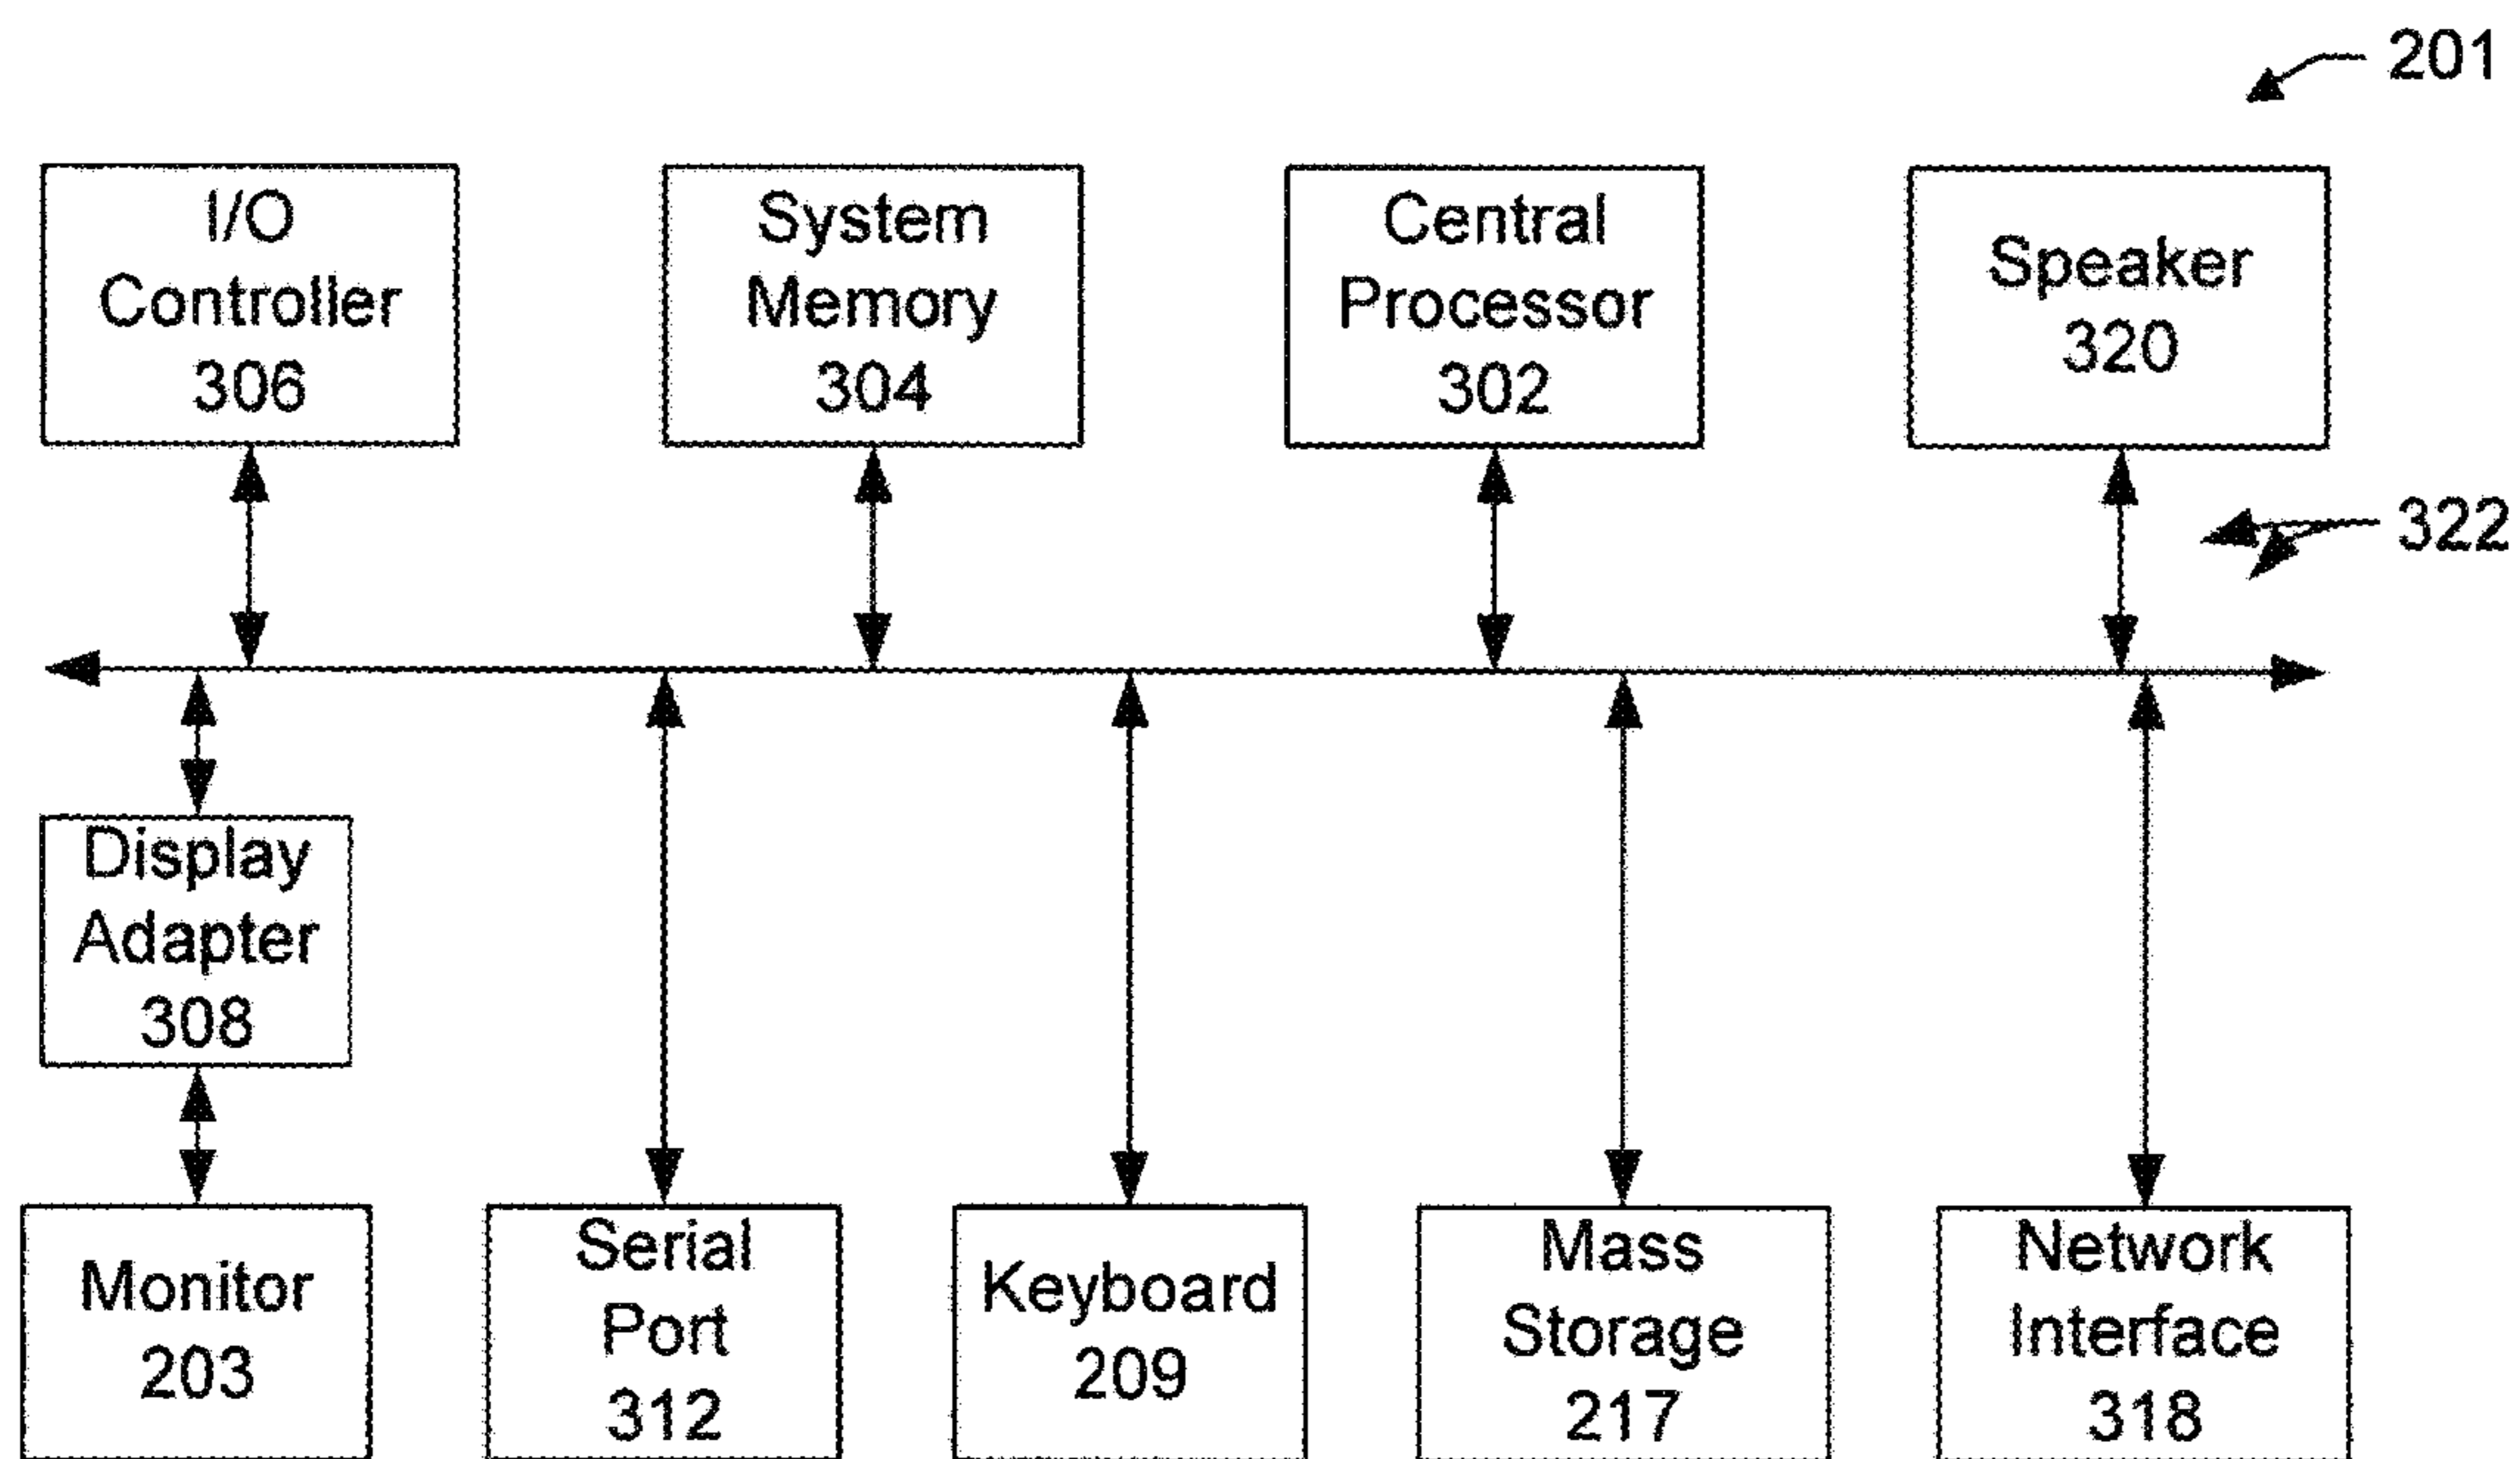 201
I/O
Controller
306
System
Memory
304
Central
Processor
302
Speaker
320
322
Display
Adapter
308
Monitor
203
Serial
Port
312
Keyboard
209
Mass
Storage
217
Network
Interface
318